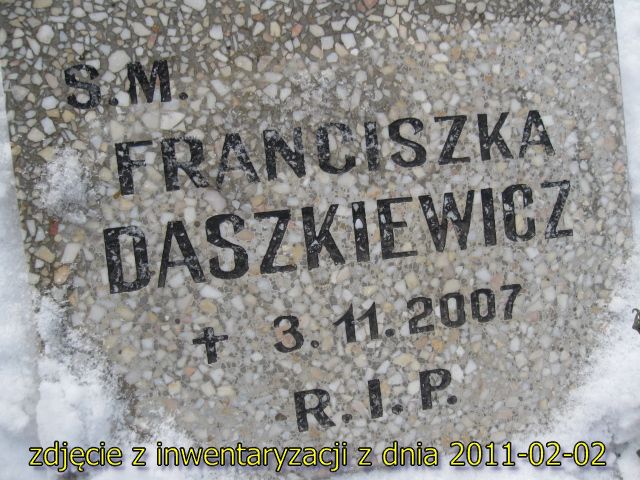 S.M.
FRANCISZKA
DASZKIEWICZ
✝ 3.11.2007
R.I.P.
zdjęcie z inwentaryzacji z dnia 2011-02-02